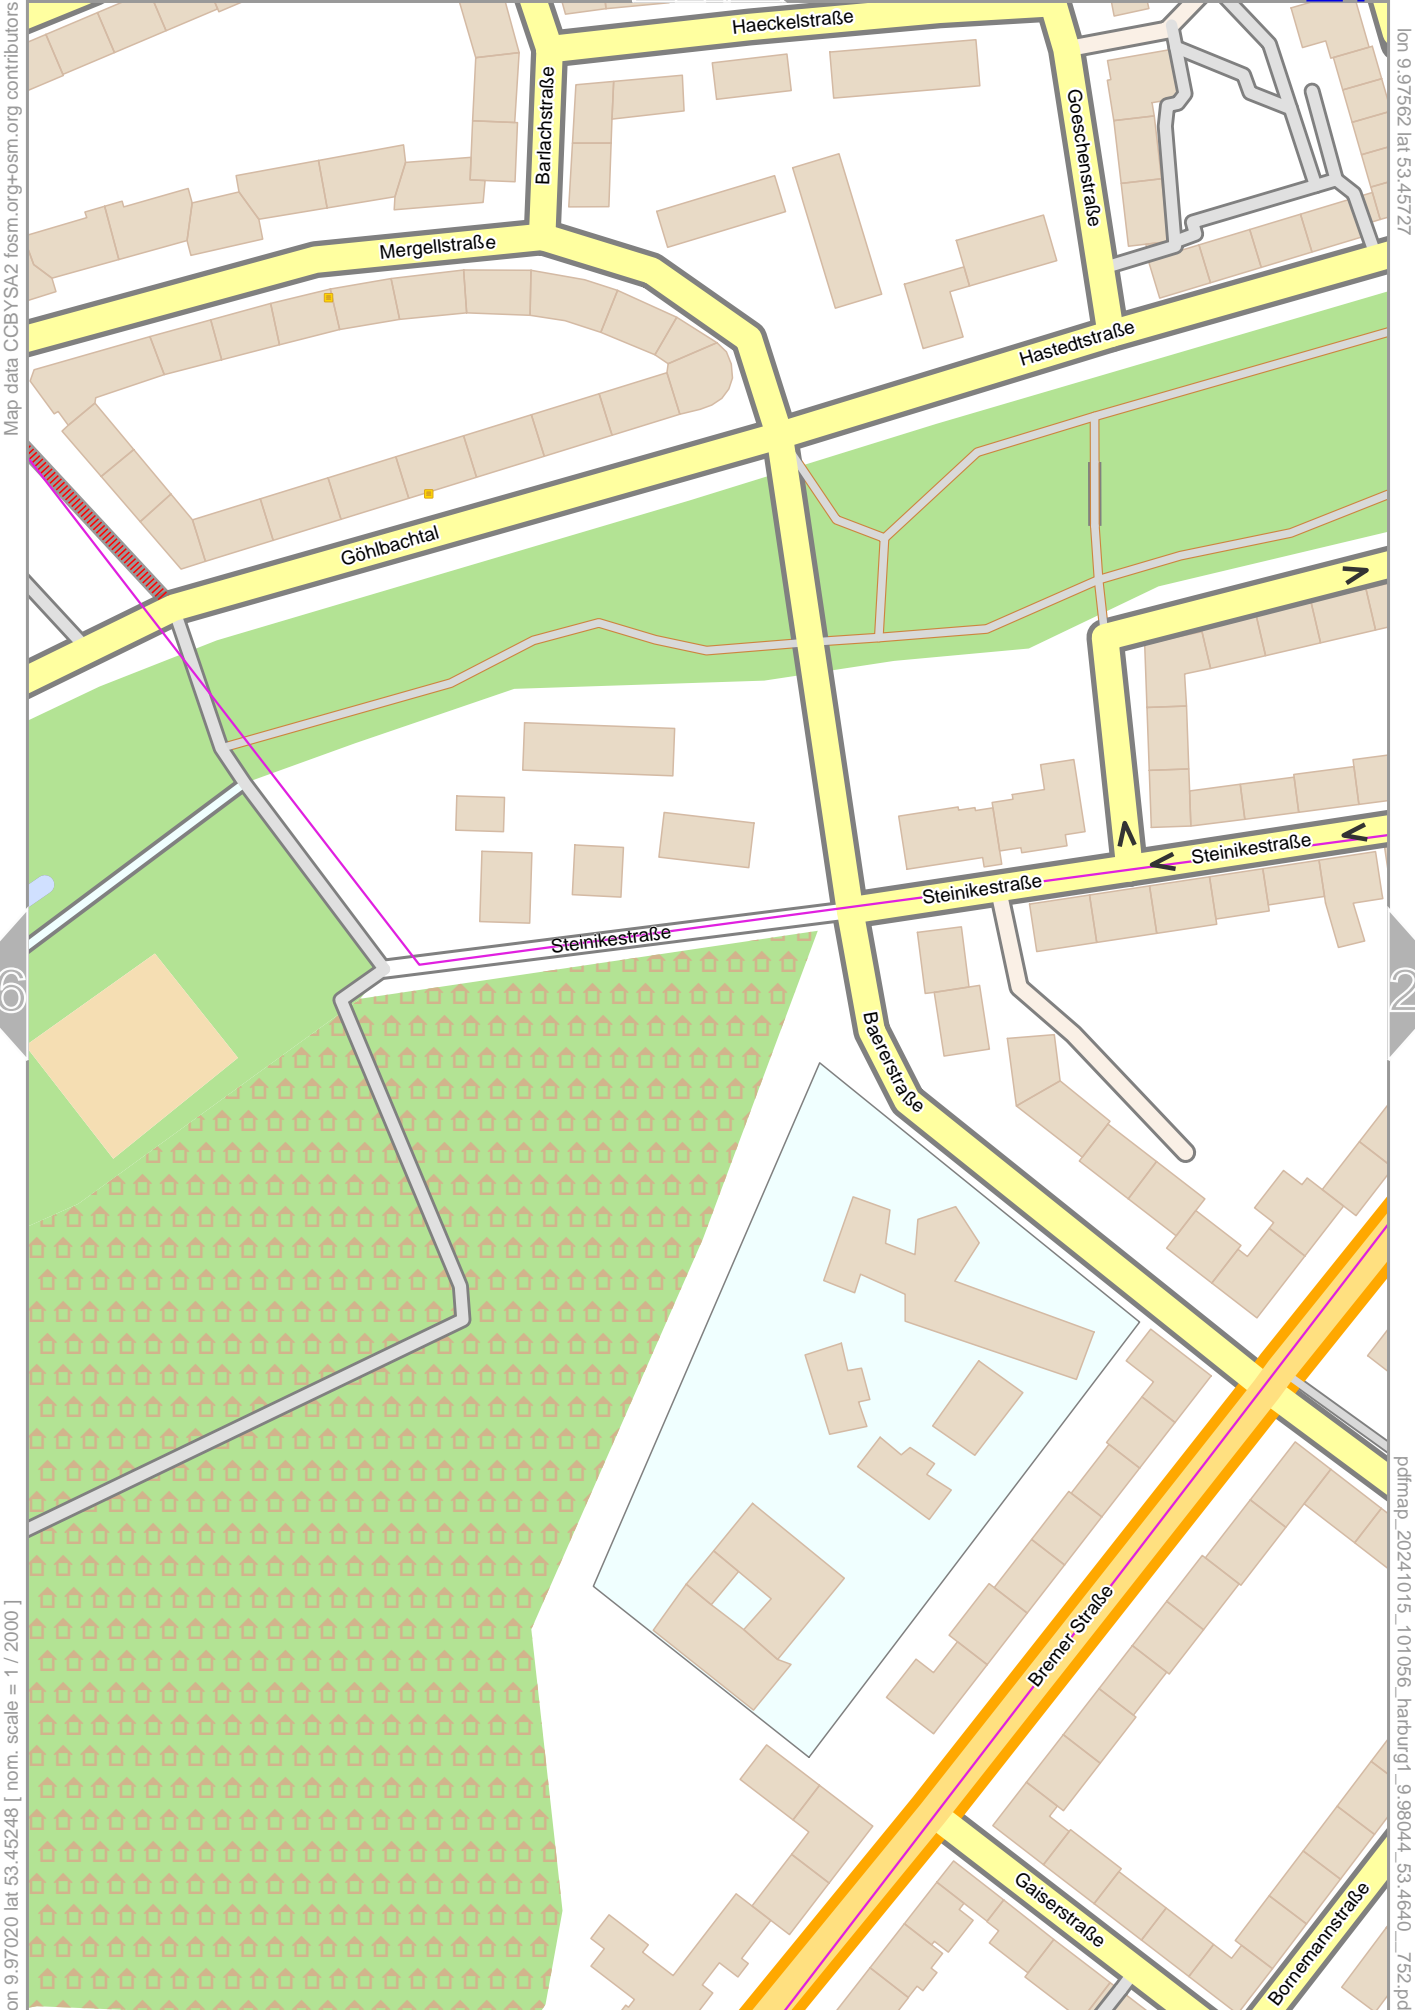 Haeckelstraße
Barlachstraße
Goeschenstraße
Mergellstraße
Hastedtstraße
Göhlbachtal
Steinikestraße
Steinikestraße
Steinikestraße
Baererstraße
Bremer Straße
Gaiserstraße
Bornemannstraße
6
2
Map data CCBYSA2 fosm.org+osm.org contributors
on 9.97020 lat 53.45248 [ nom. scale = 1 / 2000 ]
lon 9.97562 lat 53.45727
pdfmap_20241015_101056_harburg1_9.98044_53.4640__752.pd